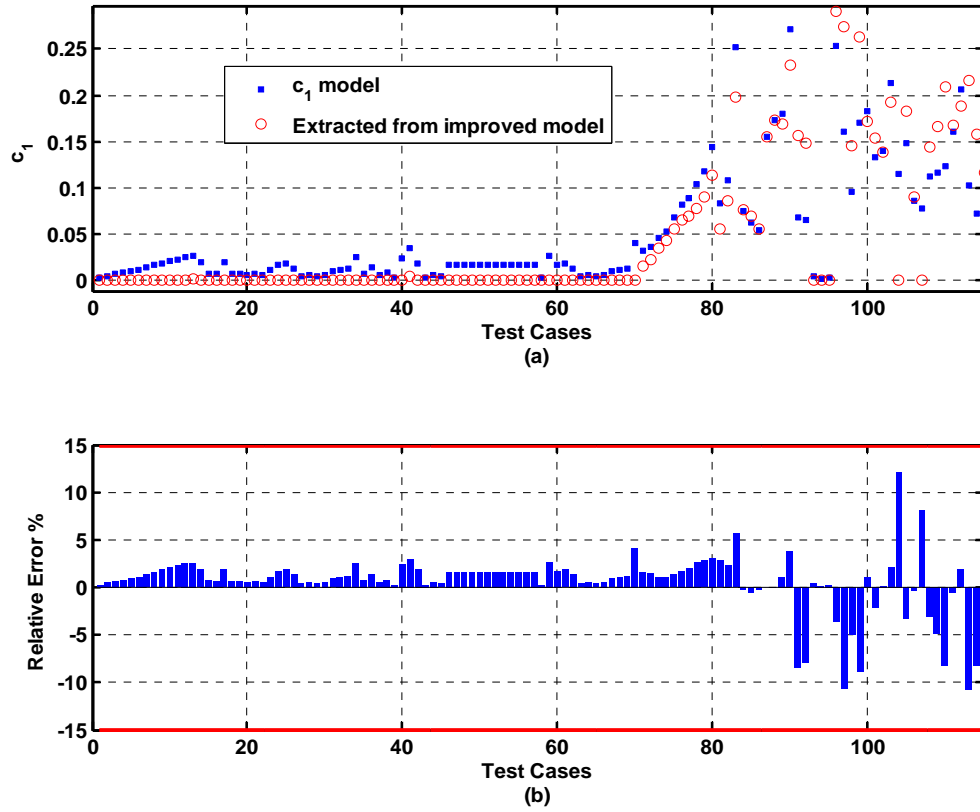 0.25
0.2
0.15
0.1
0.05
0
c1
c1 model
Extracted from improved model
0 20 40 60 80 100
Test Cases
(a)
15
10
5
0
-5
-10
-15
Relative Error %
0 20 40 60 80 100
Test Cases
(b)